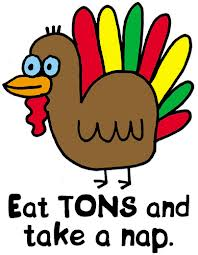 Eat TONS and
take a nap.